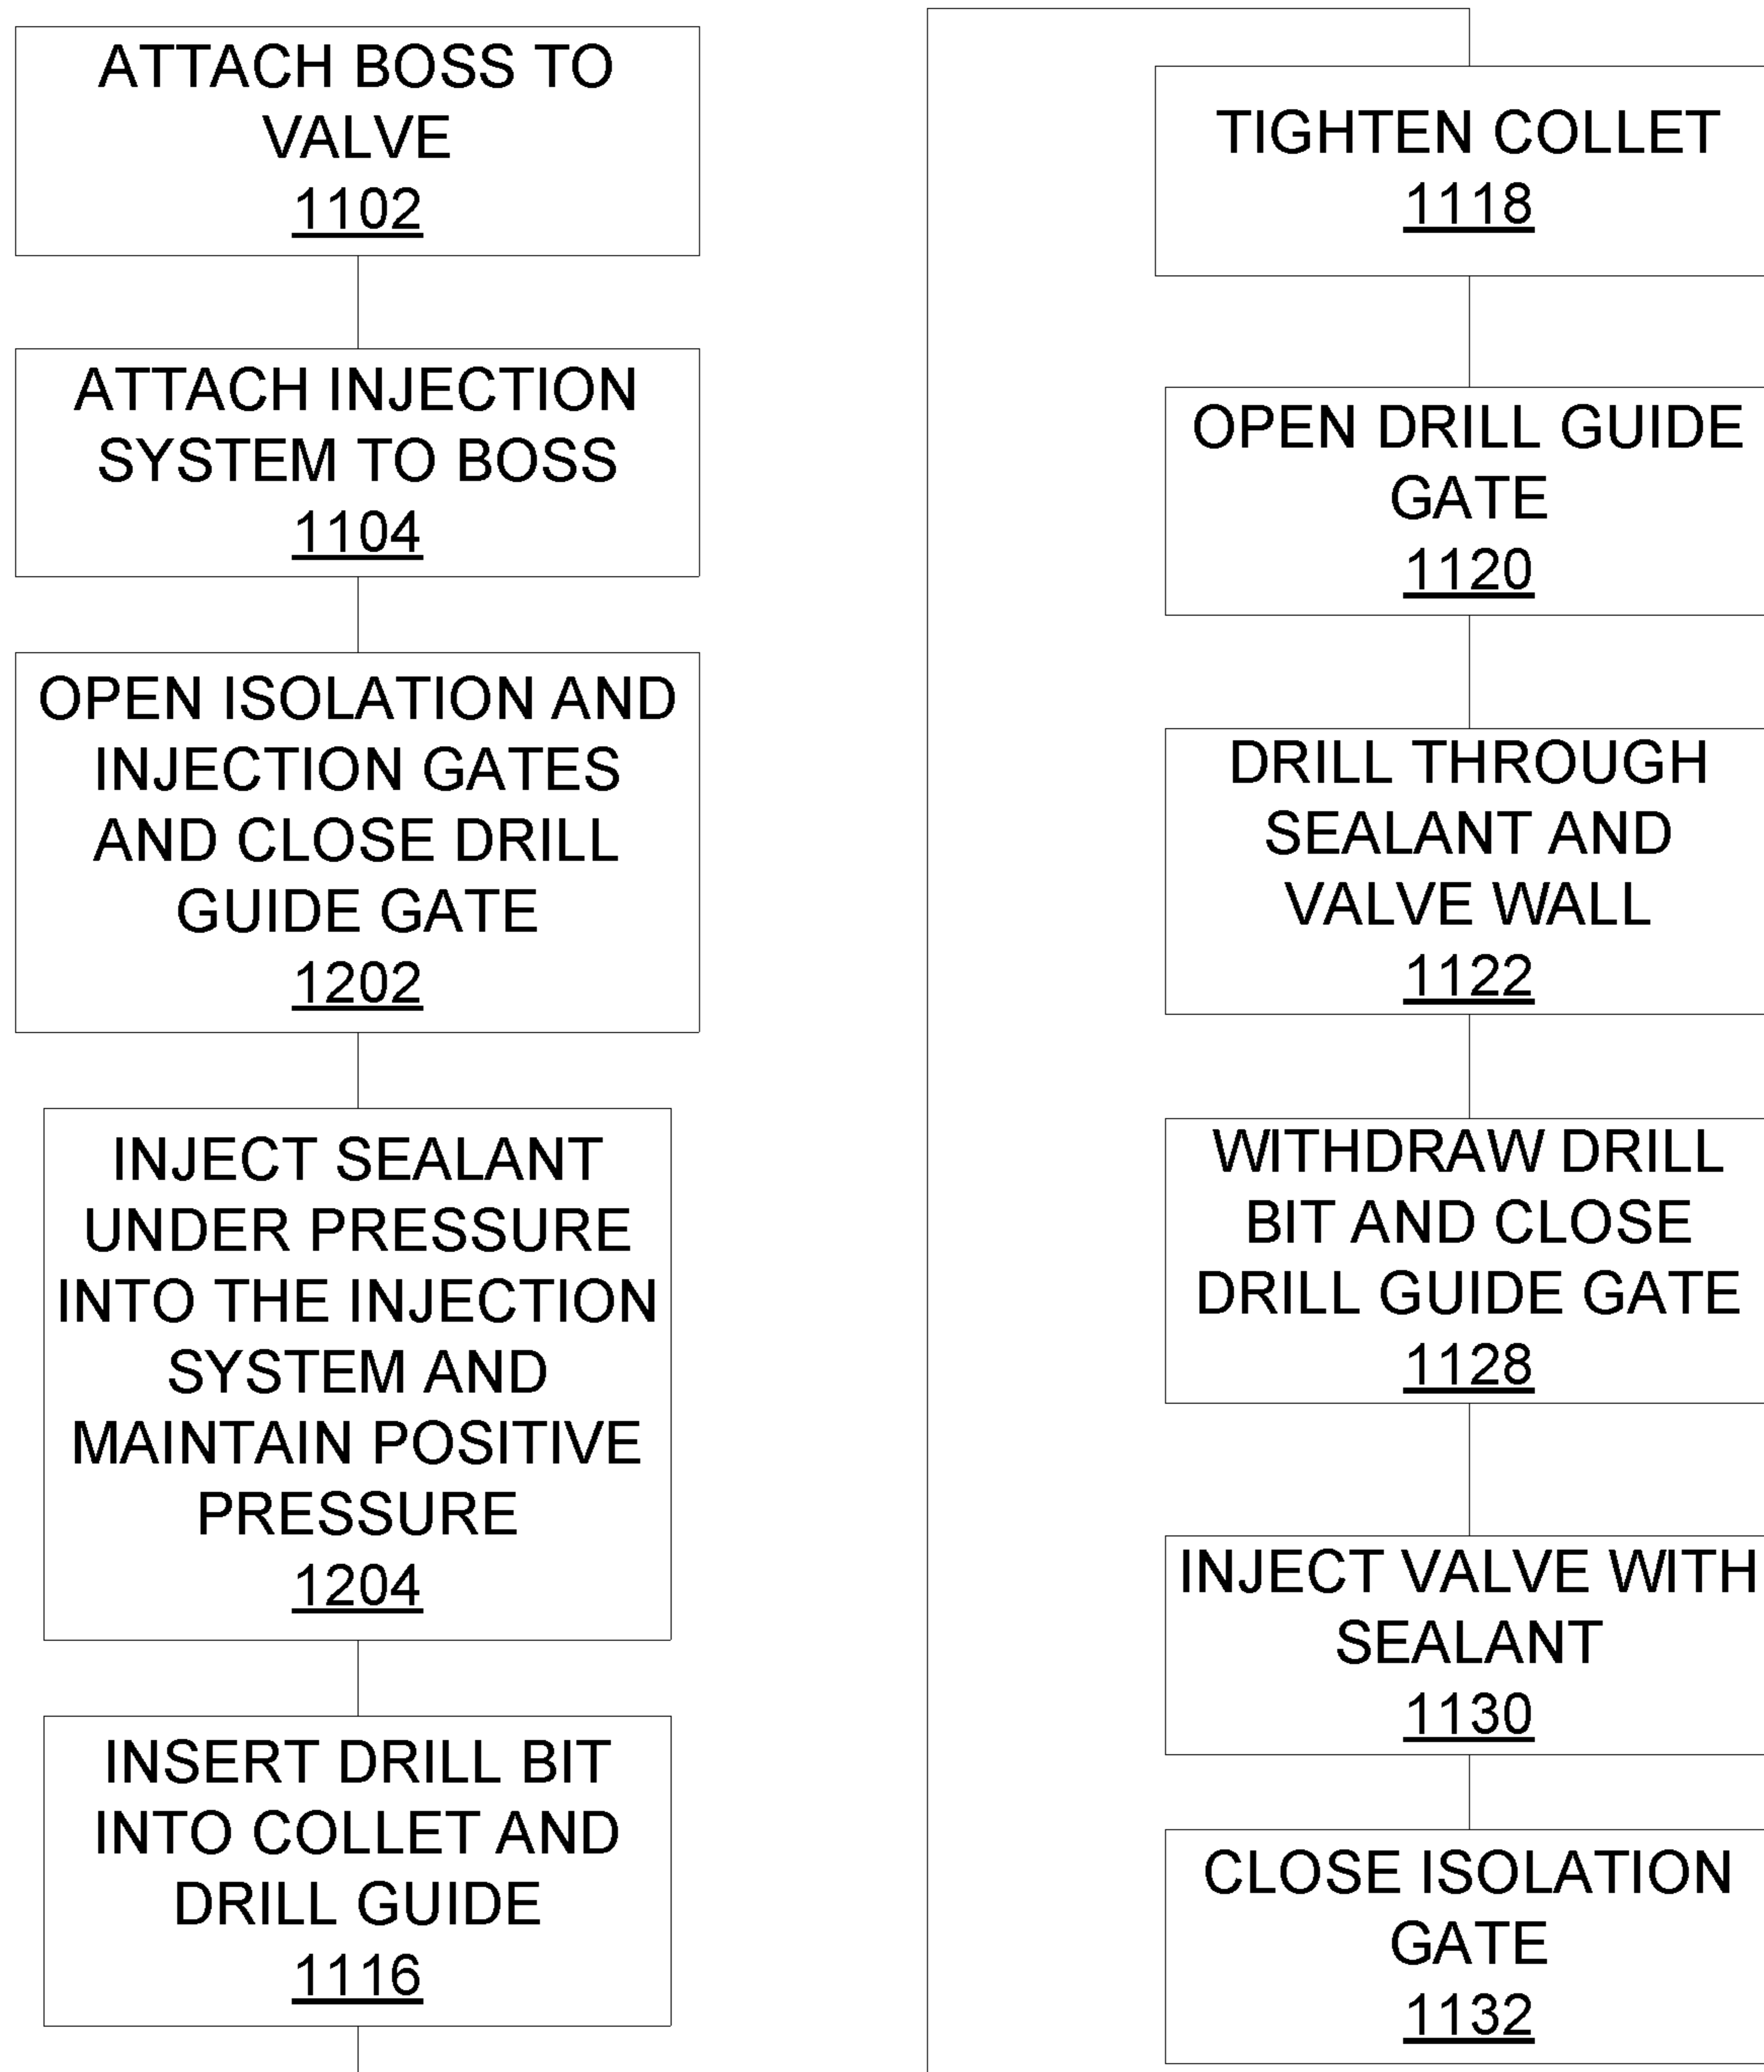 ATTACH BOSS TO
VALVE
1102
ATTACH INJECTION
SYSTEM TO BOSS
1104
OPEN ISOLATION AND
INJECTION GATES
AND CLOSE DRILL
GUIDE GATE
1202
INJECT SEALANT
UNDER PRESSURE
INTO THE INJECTION
SYSTEM AND
MAINTAIN POSITIVE
PRESSURE
1204
INSERT DRILL BIT
INTO COLLET AND
DRILL GUIDE
1116
TIGHTEN COLLET
1118
OPEN DRILL GUIDE
GATE
1120
DRILL THROUGH
SEALANT AND
VALVE WALL
1122
WITHDRAW DRILL
BIT AND CLOSE
DRILL GUIDE GATE
1128
INJECT VALVE WITH
SEALANT
1130
CLOSE ISOLATION
GATE
1132